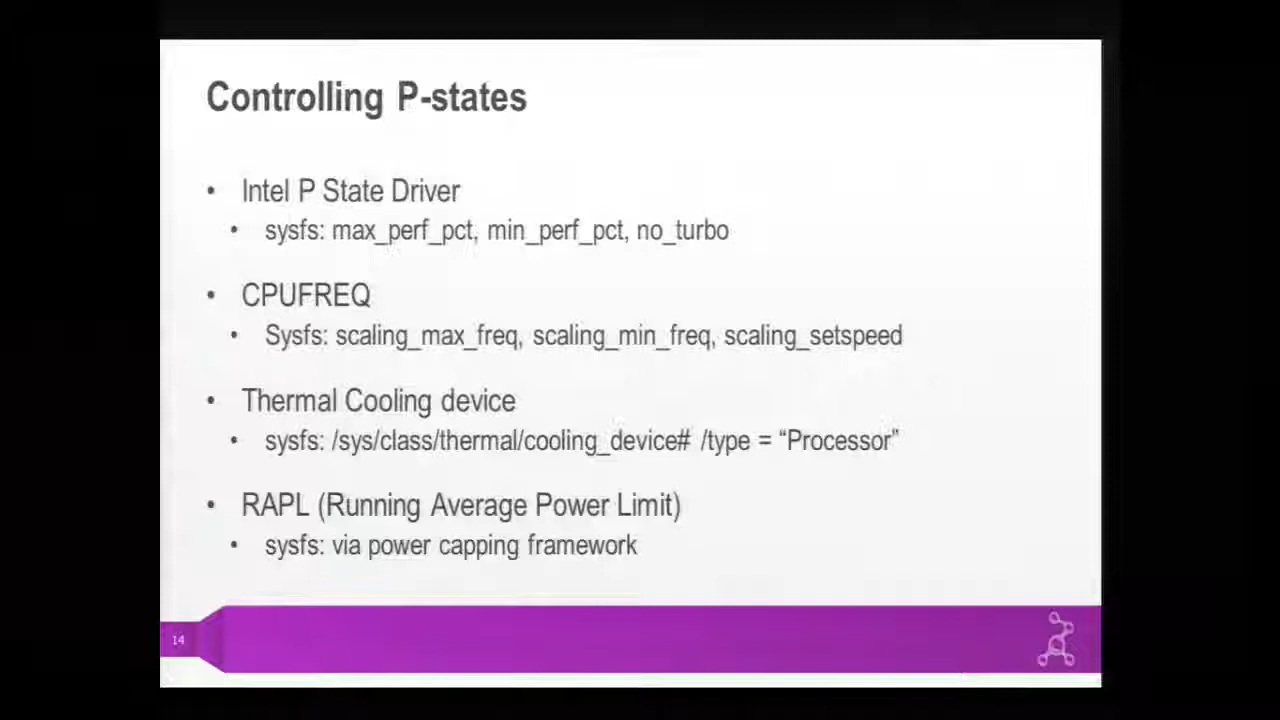 Controlling P-states
• Intel P State Driver
• sysfs: max_perf_pct, min_perf_pct, no_turbo
• CPUFREQ
• Sysfs: scaling_max_freq, scaling_min_freq, scaling_setspeed
• Thermal Cooling device
• sysfs: /sys/class/thermal/cooling_device# /type = “Processor”
• RAPL (Running Average Power Limit)
• sysfs: via power capping framework
14